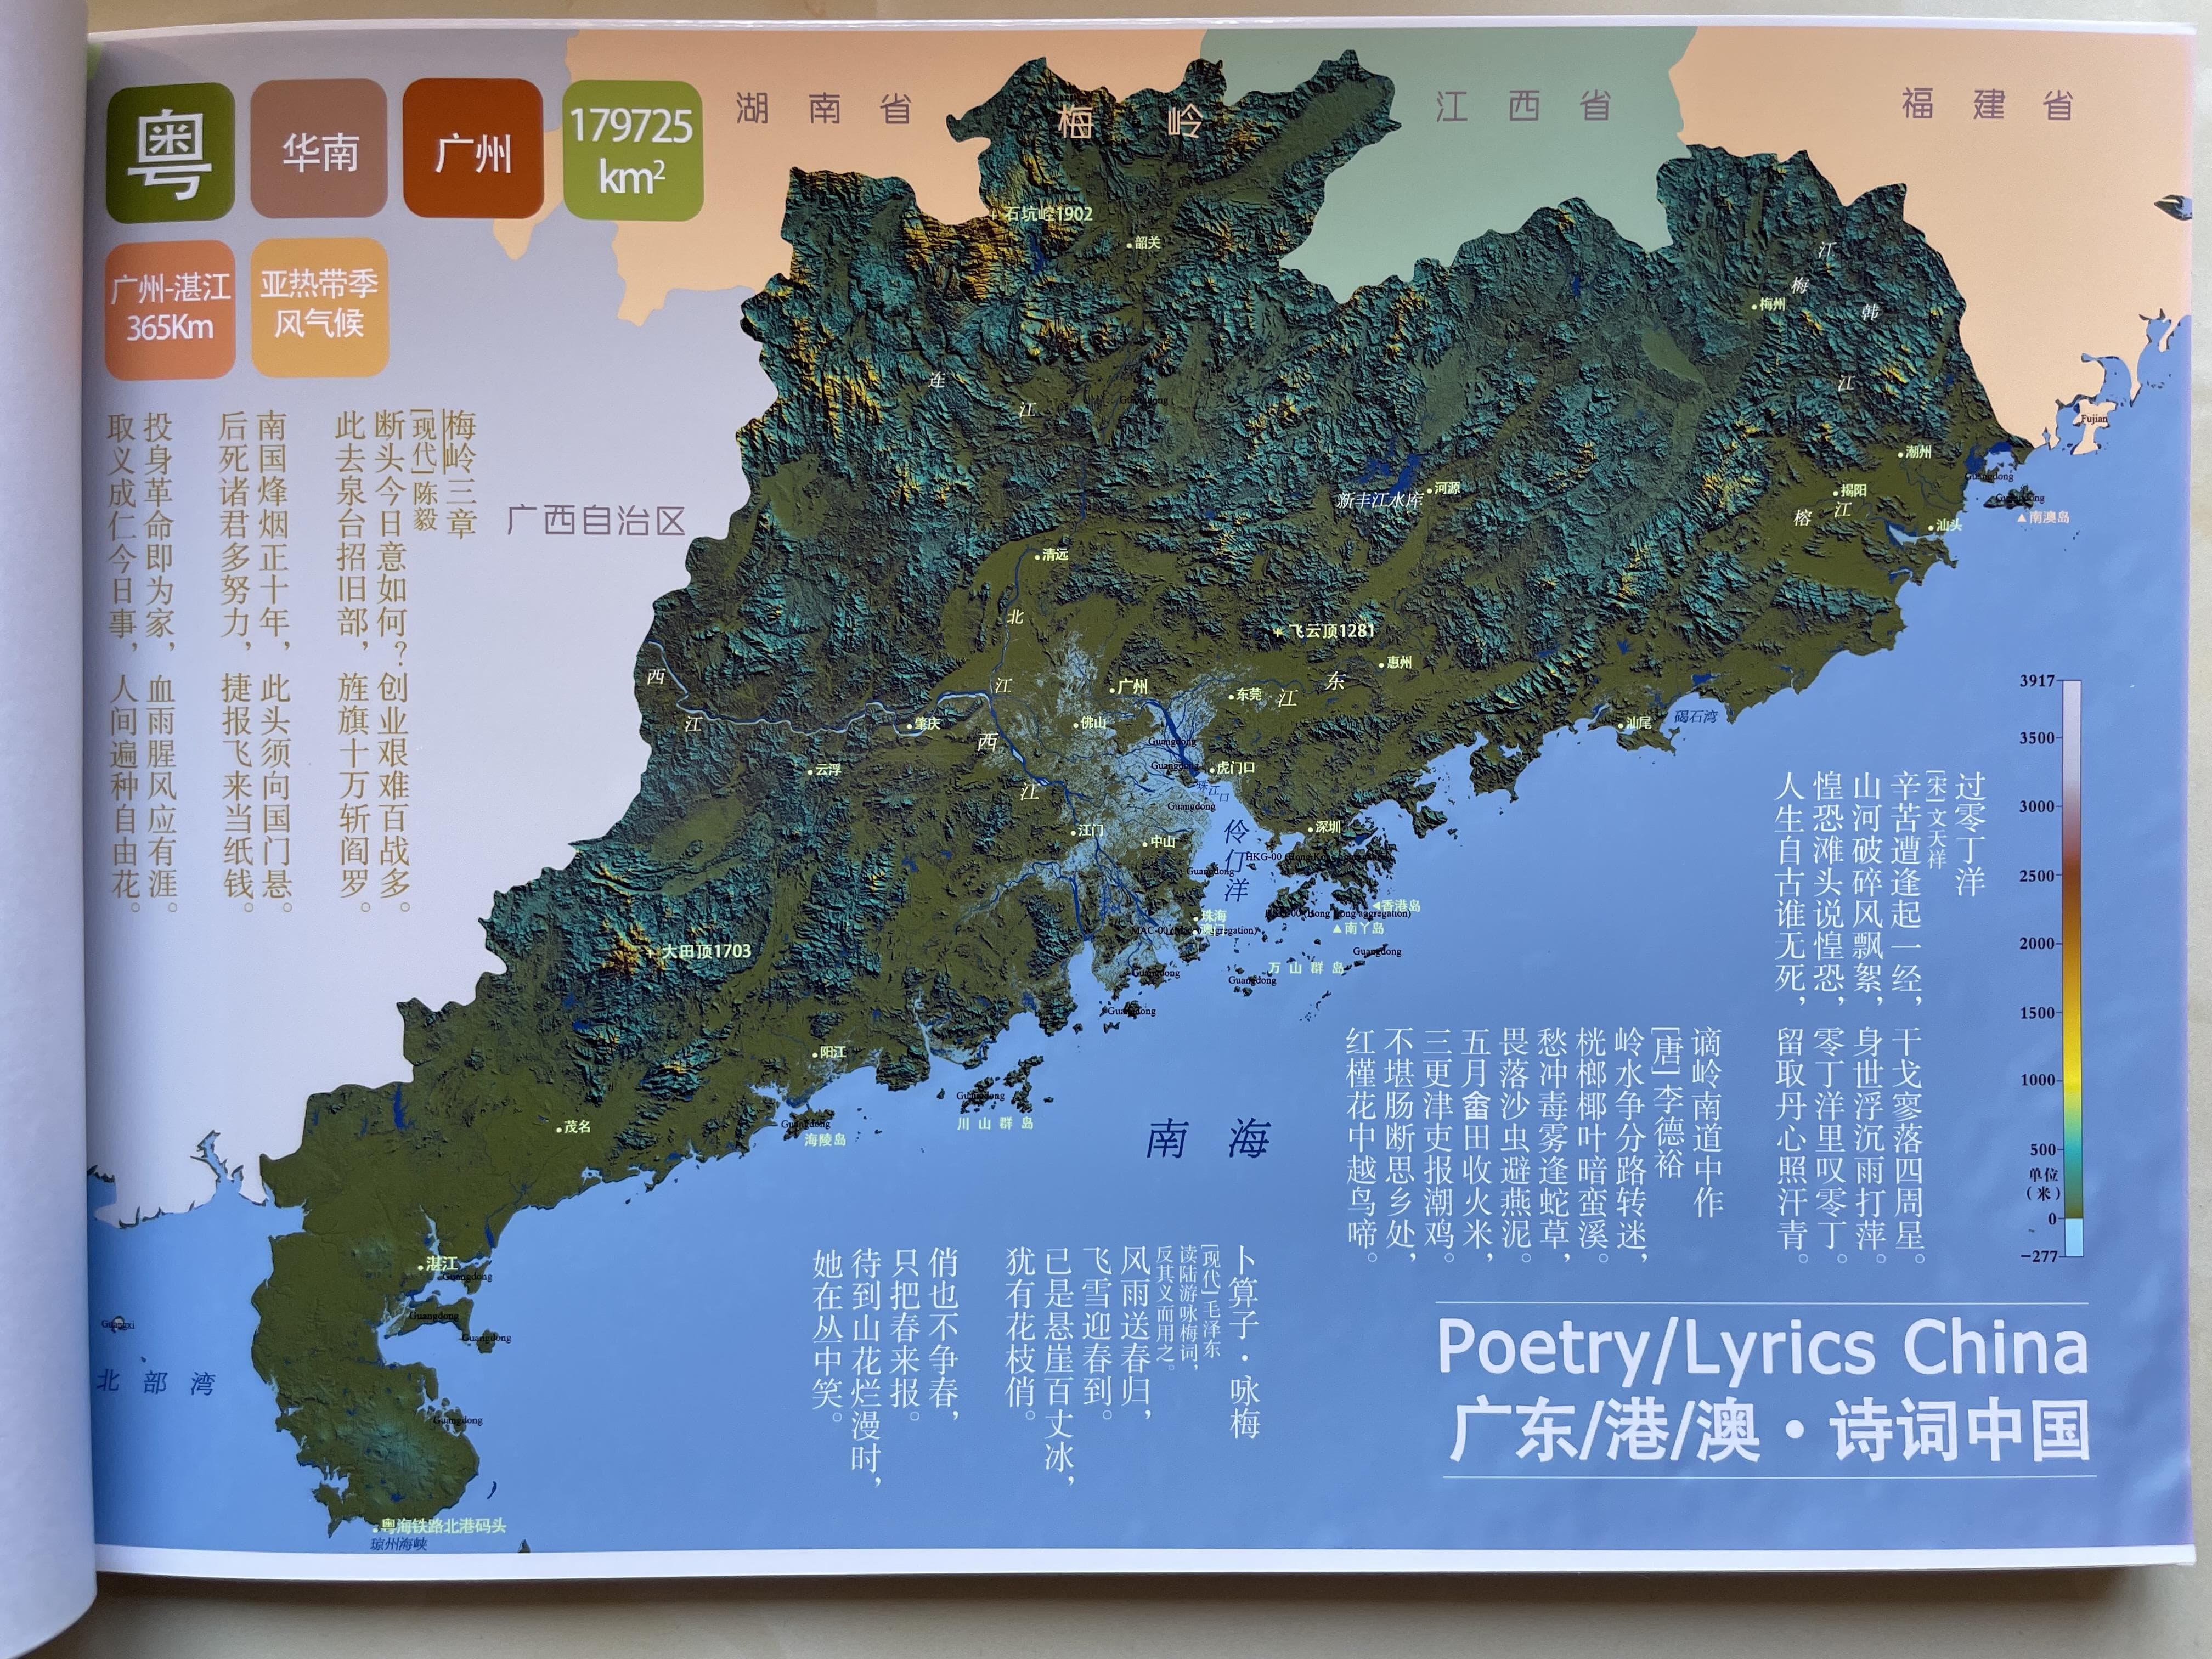 粤
华南
广州
179725
km²
广州-湛江
365Km
亚热带季
风气候
湖南省
梅岭
江西省
福建省
广西自治区
石坑崆1902
韶关
连江
梅江
韩江
梅州
Guangdong
Fujian
潮州
揭阳
榕江
汕头
Guangdong
Guangdong
南澳岛
新丰江水库
河源
清远
北江
飞云顶1281
惠州
东江
西江
广州
东莞
肇庆
佛山
西江
云浮
Guangdong
Guangdong
虎门口
珠江口
Guangdong
汕尾
碣石湾
江门
中山
深圳
伶仃洋
Guangdong
香港岛
珠海
南丫岛
Guangdong
万山群岛
Guangdong
Guangdong
Guangdong
大田顶1703
阳江
茂名
Guangdong
川山群岛
Guangdong
海陵岛
南海
湛江
Guangdong
Guangdong
Guangdong
Guangxi
北部湾
Guangdong
粤海铁路北港码头
琼州海峡
梅岭三章
[现代] 陈毅
断头今日意如何?创业艰难百战多。
此去泉台招旧部,旌旗十万斩阎罗。
南国烽烟正十年,此头须向国门悬。
后死诸君多努力,捷报飞来当纸钱。
投身革命即为家,血雨腥风应有涯。
取义成仁今日事,人间遍种自由花。
过零丁洋
[宋] 文天祥
辛苦遭逢起一经,干戈寥落四周星。
山河破碎风飘絮,身世浮沉雨打萍。
惶恐滩头说惶恐,零丁洋里叹零丁。
人生自古谁无死,留取丹心照汗青。
谪岭南道中作
[唐] 李德裕
岭水争分路转迷,
桄榔椰叶暗蛮溪。
愁冲毒雾逢蛇草,
畏落沙虫避燕泥。
五月畲田收火米,
三更津吏报潮鸡。
不堪肠断思乡处,
红槿花中越鸟啼。
卜算子·咏梅
[现代] 毛泽东
读陆游咏梅词,
反其义而用之。
风雨送春归,
飞雪迎春到。
已是悬崖百丈冰,
犹有花枝俏。
俏也不争春,
只把春来报。
待到山花烂漫时,
她在丛中笑。
3917
3500
3000
2500
2000
1500
1000
500
单位
(米)
0
-277
Poetry/Lyrics China
广东/港/澳·诗词中国